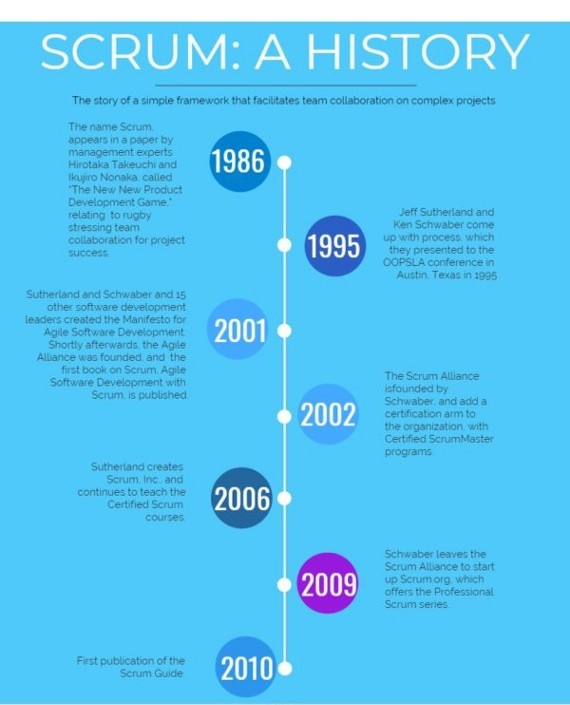 SCRUM: A HISTORY
The story of a simple framework that facilitates team collaboration on complex projects
The name Scrum,
appears in a paper by
management experts
Hirotaka Takeuchi and
Ikujiro Nonaka, called
"The New New Product
Development Game,"
relating to rugby
stressing team
collaboration for project
success.
1986
Jeff Sutherland and
Ken Schwaber come
up with process, which
they presented to the
OOPSLA conference in
Austin, Texas in 1995
1995
Sutherland and Schwaber and 15
other software development
leaders created the Manifesto for
Agile Software Development.
Shortly afterwards, the Agile
Alliance was founded, and the
first book on Scrum, Agile
Software Development with
Scrum, is published.
2001
The Scrum Alliance
isfounded by
Schwaber, and add a
certification arm to
the organization, with
Certified ScrumMaster
programs.
2002
Sutherland creates
Scrum, Inc., and
continues to teach the
Certified Scrum
courses.
2006
Schwaber leaves the
Scrum Alliance to start
up Scrum.org, which
offers the Professional
Scrum series.
2009
First publication of the
Scrum Guide.
2010